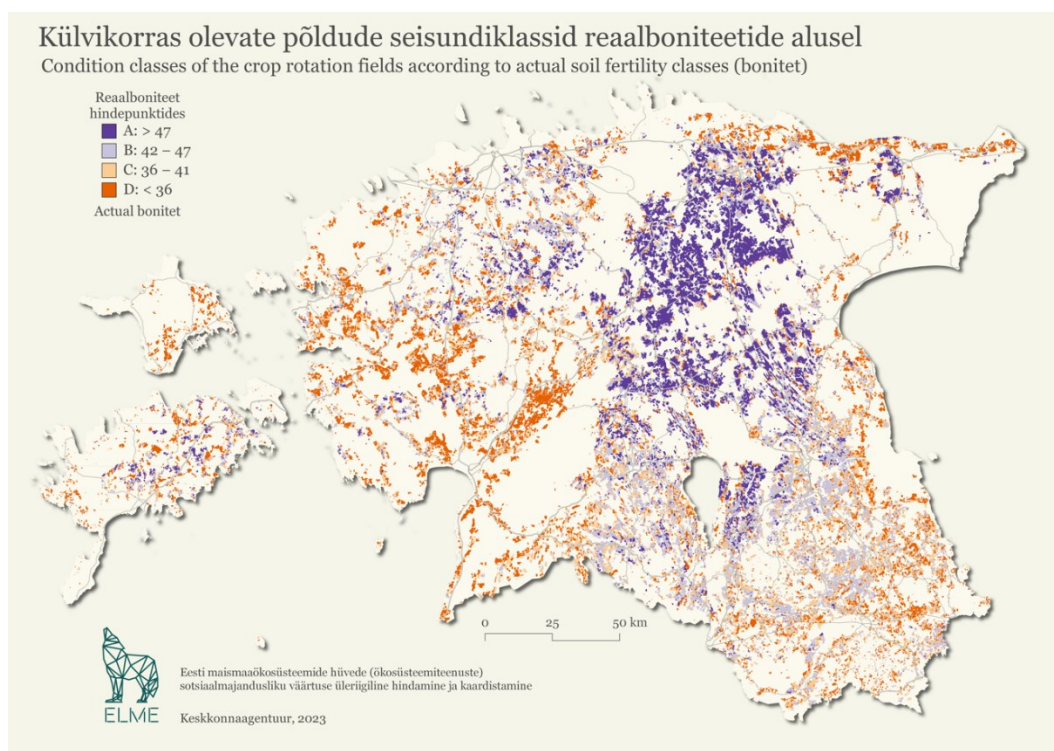 Külvikorras olevate põldude seisundiklassid reaalboniteetide alusel
Condition classes of the crop rotation fields according to actual soil fertility classes (bonitet)
Reaalboniteet
hindepunktides
A: > 47
B: 42 – 47
C: 36 – 41
D: < 36
Actual bonitet
0 25 50 km
Eesti maismaaökosüsteemide hüvede (ökosüsteemiteenuste)
sotsiaalmajandusliku väärtuse üleriigiline hindamine ja kaardistamine
ELME
Keskkonnaagentuur, 2023